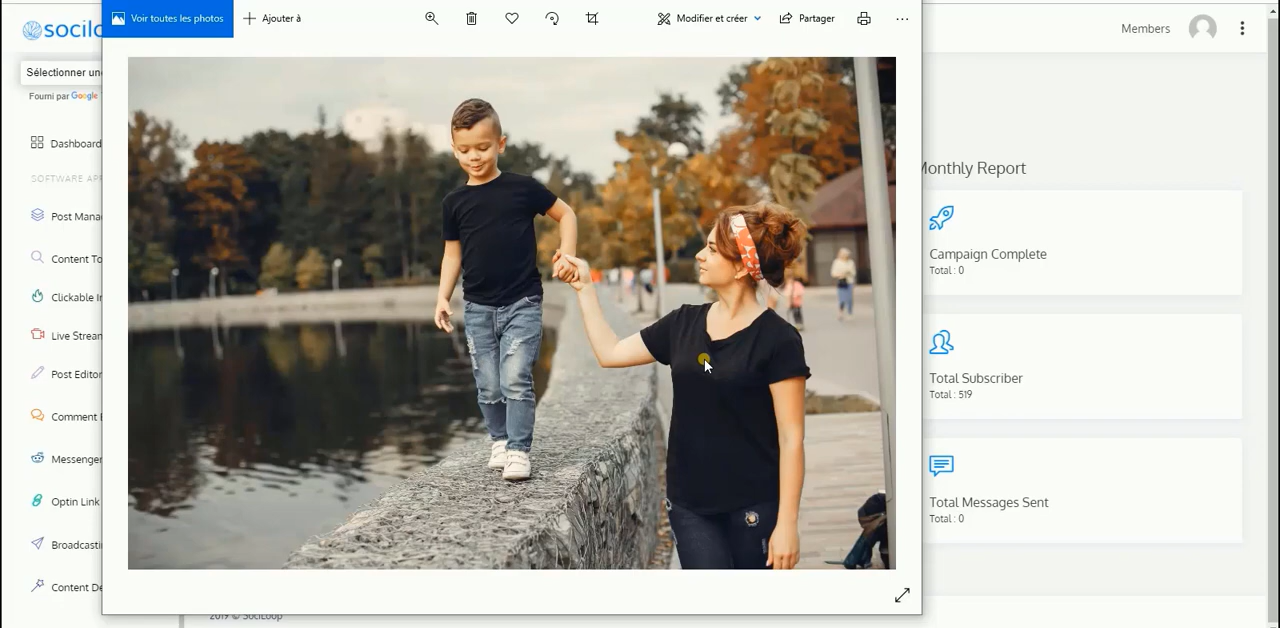 Voir toutes les photos
Ajouter à
Modifier et créer
Partager
Members
Sélectionner un
Fourni par Google
Dashboard
Post Mana
Content To
Clickable I
Live Strea
Post Editor
Comment
Messenger
Optin Link
Broadcasti
Content De
Monthly Report
Campaign Complete
Total : 0
Total Subscriber
Total : 519
Total Messages Sent
Total : 0
2019 © SociLoop